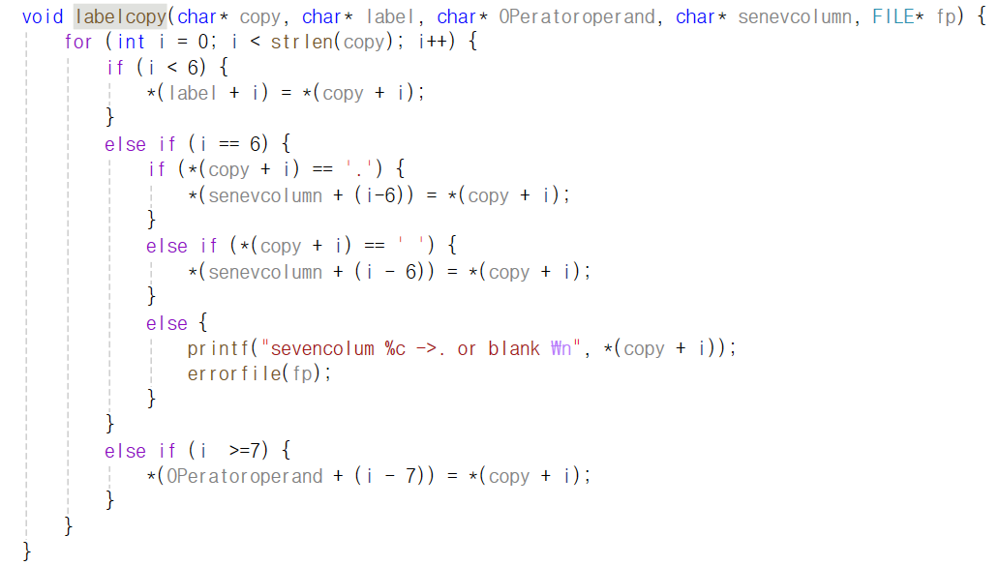 void labelcopy(char* copy, char* label, char* OPeratoroperand, char* senevcolumn, FILE* fp) {
for (int i = 0; i < strlen(copy); i++) {
if (i < 6) {
*(label + i) = *(copy + i);
}
else if (i == 6) {
if (*(copy + i) == '.') {
*(senevcolumn + (i-6)) = *(copy + i);
}
else if (*(copy + i) == ' ') {
*(senevcolumn + (i - 6)) = *(copy + i);
}
else {
printf("sevencolum %c ->. or blank ₩n", *(copy + i));
errorfile(fp);
}
}
else if (i  >=7) {
*(OPeratoroperand + (i - 7)) = *(copy + i);
}
}
}